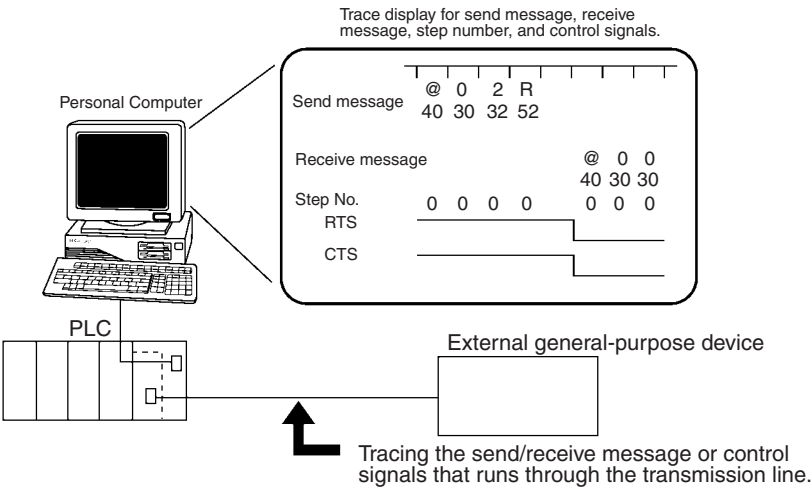 Trace display for send message, receive
message, step number, and control signals.
Personal Computer
Send message
@ 0 2 R
40 30 32 52
Receive message
@ 0 0
40 30 30
Step No.
0 0 0 0 0 0 0
RTS
CTS
PLC
External general-purpose device
Tracing the send/receive message or control
signals that runs through the transmission line.